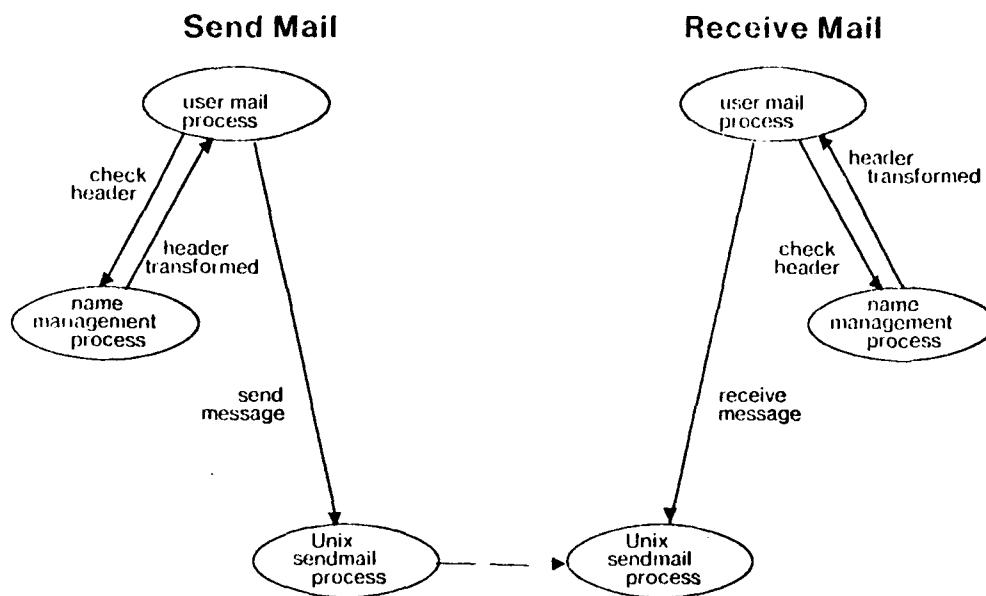 Send Mail
user mail
process
check
header
header
transformed
name
management
process
send
message
Unix
sendmail
process
Receive Mail
user mail
process
header
transformed
check
header
name
management
process
receive
message
Unix
sendmail
process